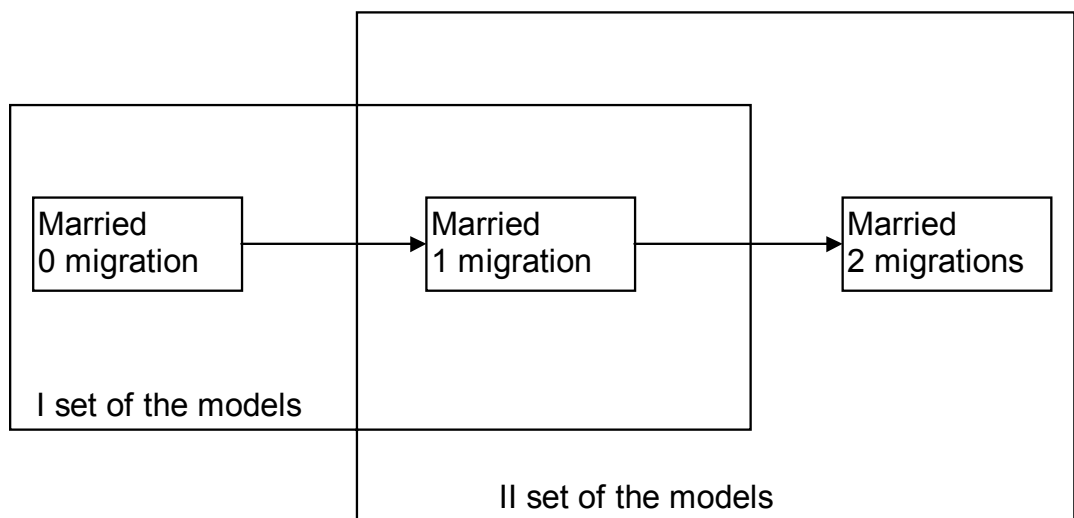 Married
0 migration
Married
1 migration
Married
2 migrations
I set of the models
II set of the models